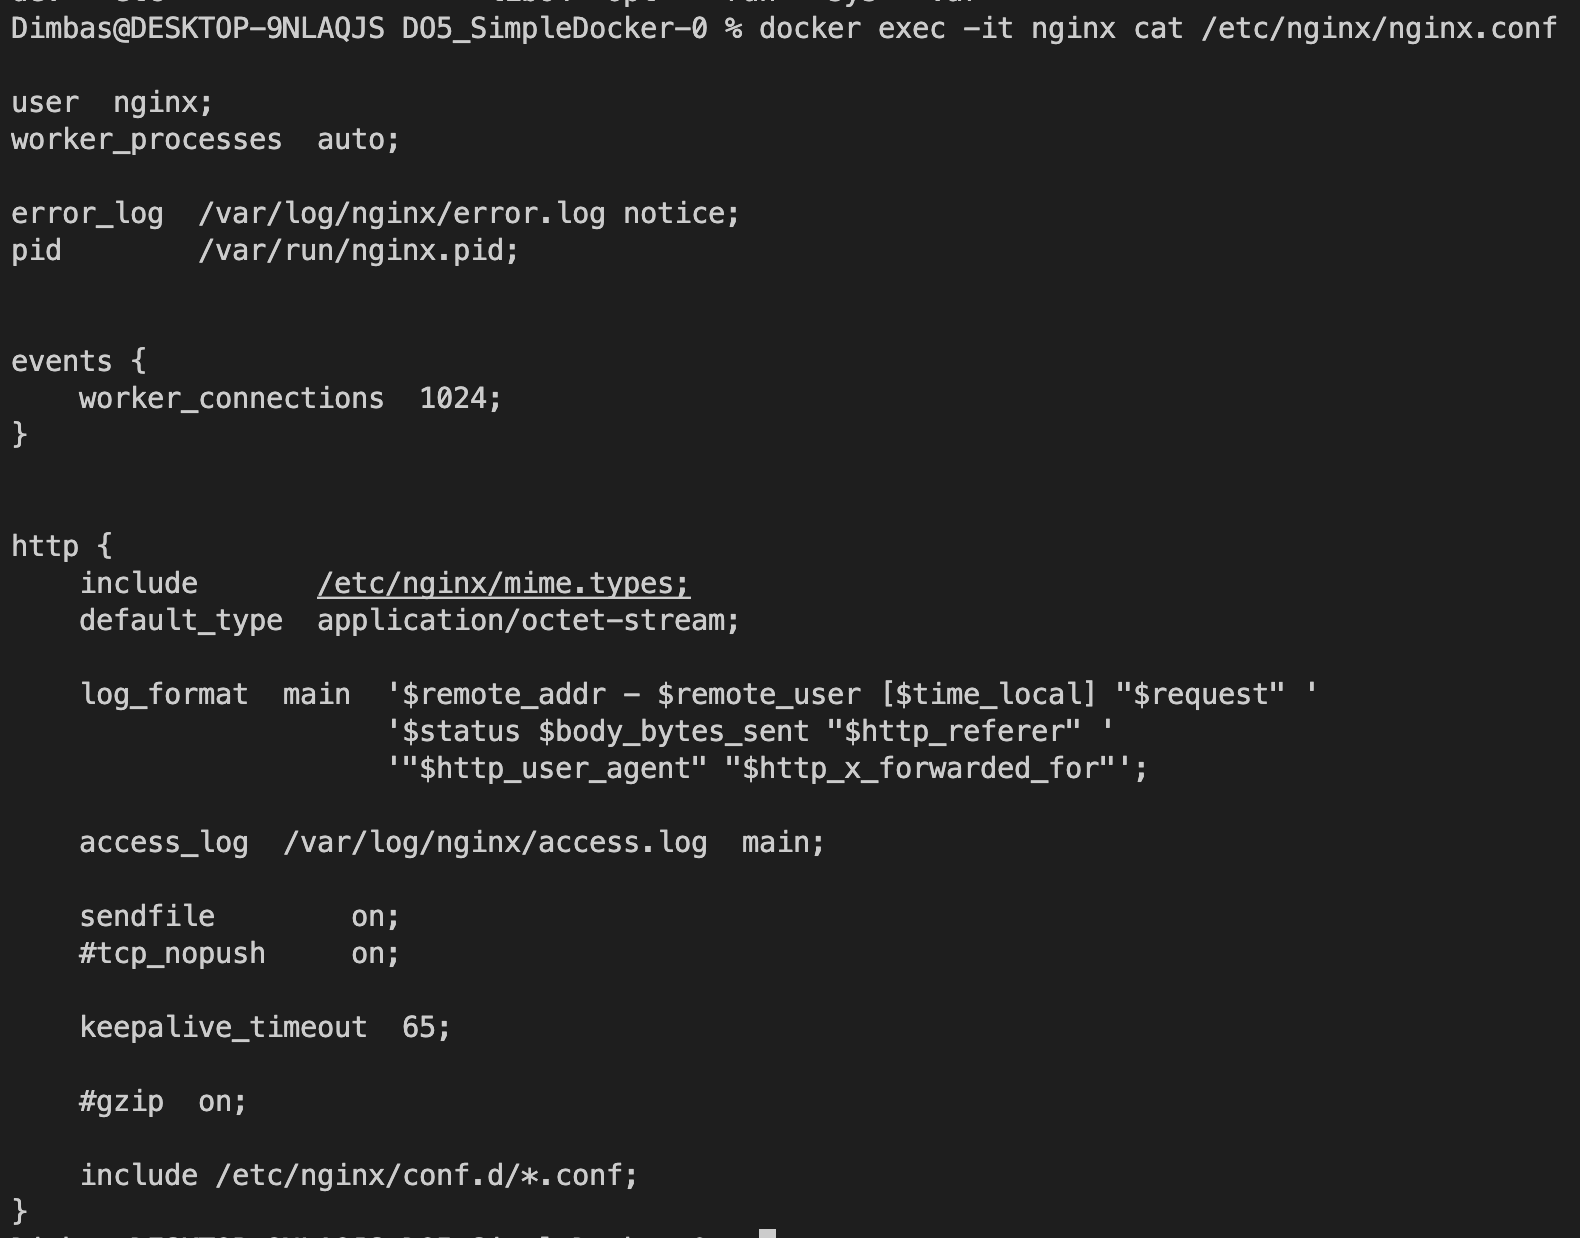 Dimbas@DESKTOP-9NLAQJS DO5_SimpleDocker-0 % docker exec -it nginx cat /etc/nginx/nginx.conf

user  nginx;
worker_processes  auto;

error_log  /var/log/nginx/error.log notice;
pid        /var/run/nginx.pid;


events {
    worker_connections  1024;
}


http {
    include       /etc/nginx/mime.types;
    default_type  application/octet-stream;

    log_format  main  '$remote_addr - $remote_user [$time_local] "$request" '
                      '$status $body_bytes_sent "$http_referer" '
                      '"$http_user_agent" "$http_x_forwarded_for"';

    access_log  /var/log/nginx/access.log  main;

    sendfile        on;
    #tcp_nopush     on;

    keepalive_timeout  65;

    #gzip  on;

    include /etc/nginx/conf.d/*.conf;
}